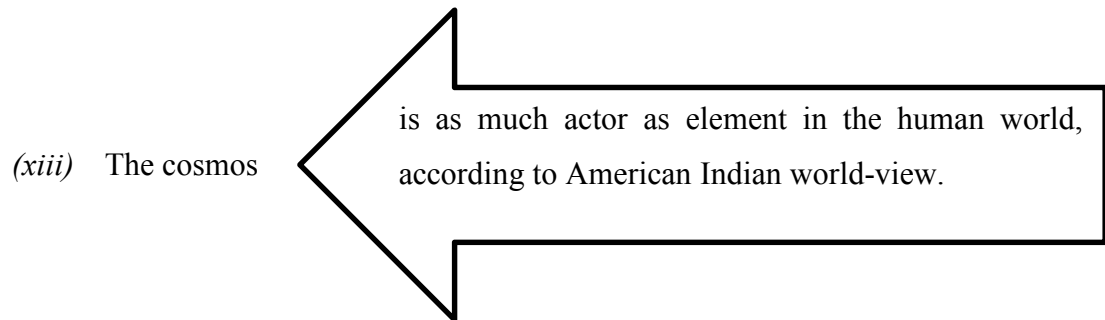 is as much actor as element in the human world,
(xiii) The cosmos
according to American Indian world-view.